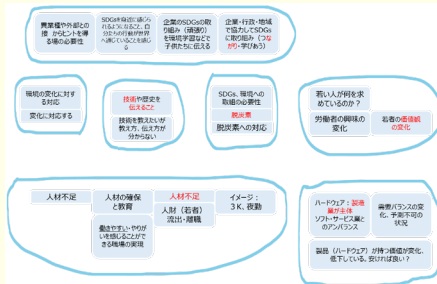 異業種や外部との
接 からヒントを得
る場の必要性
SDGsを身近に感じら
れるようになること、自
分たちの行動が世界
へ通じていることを感じ
る
企業のSDGsの取
り組み（頑張り）
を環境学習などで
子供たちに伝える
企業・行政・地域
で協力してSDGs
に取り組み（つな
がり・学びあう）
環境の変化に対す
る対応
変化に対応する
技術や歴史を
伝えること
技術を教えたいが
教え方、伝え方が
分からない
SDGs、環境への
取組の必要性
脱炭素
脱炭素への対応
若い人が何を求
めているのか？
労働者の興味の
変化
若者の価値観
の変化
人材不足
人材の確保
と教育
働きやすい・やりが
いを感じることがで
きる職場の実現
人材不足
人財（若者）
流出・離職
イメージ：
３K、夜勤
ハードウェア：製造
業が主体
ソフト・サービス業と
のアンバランス
需要バランスの変
化、予測不可の
状況
製品（ハードウェア）が持つ価値が変化、
低下している。安ければ良い？